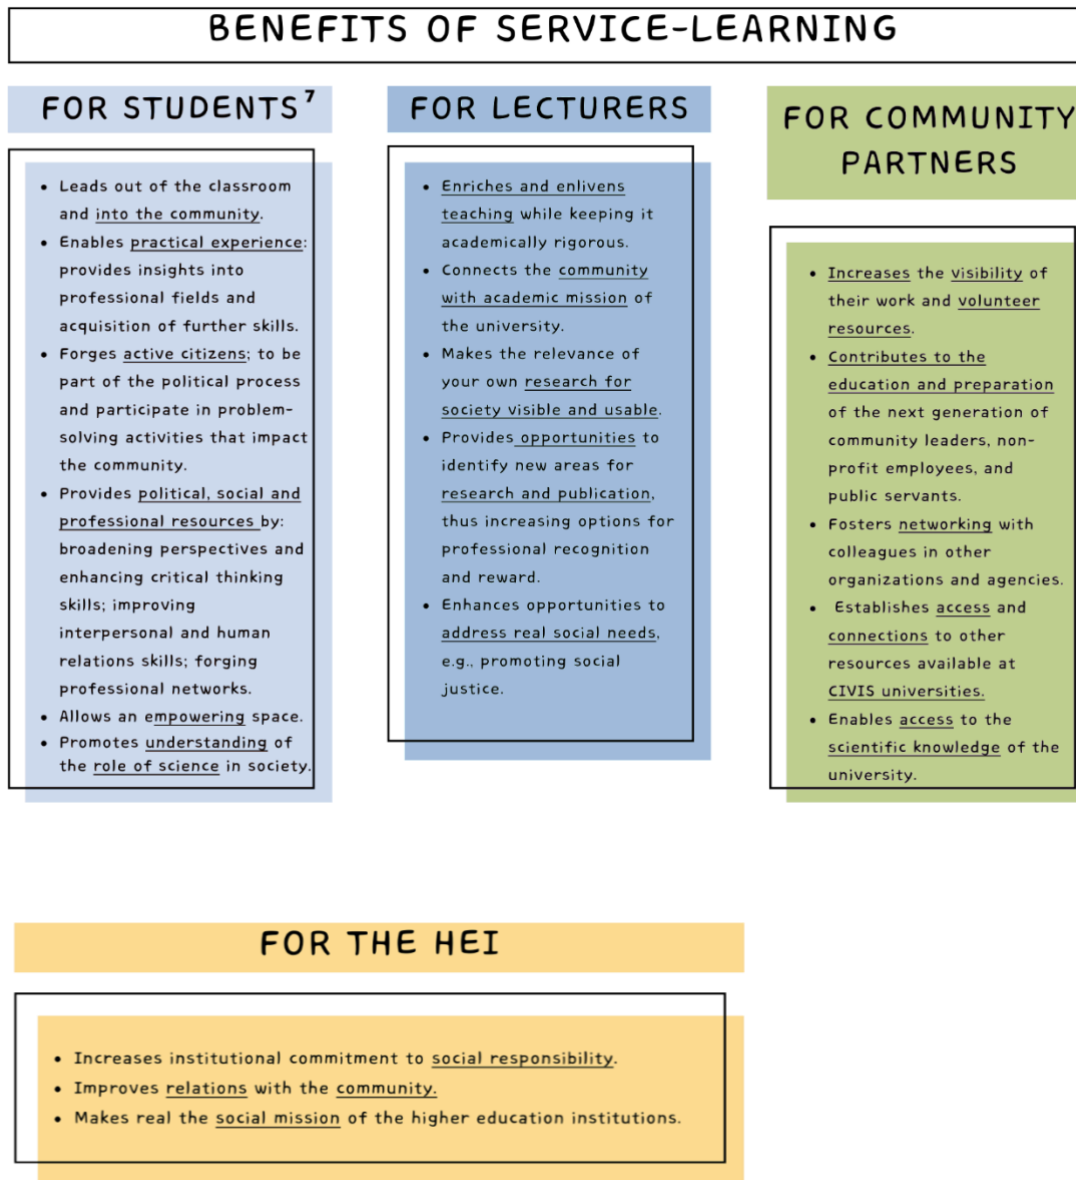 BENEFITS OF SERVICE-LEARNING
FOR STUDENTS⁷
• Leads out of the classroom
and into the community.
• Enables practical experience:
provides insights into
professional fields and
acquisition of further skills.
• Forges active citizens; to be
part of the political process
and participate in problem-
solving activities that impact
the community.
• Provides political, social and
professional resources by:
broadening perspectives and
enhancing critical thinking
skills; improving
interpersonal and human
relations skills; forging
professional networks.
• Allows an empowering space.
• Promotes understanding of
the role of science in society.
FOR LECTURERS
• Enriches and enlivens
teaching while keeping it
academically rigorous.
• Connects the community
with academic mission of
the university.
• Makes the relevance of
your own research for
society visible and usable.
• Provides opportunities to
identify new areas for
research and publication,
thus increasing options for
professional recognition
and reward.
• Enhances opportunities to
address real social needs,
e.g., promoting social
justice.
FOR COMMUNITY
PARTNERS
• Increases the visibility of
their work and volunteer
resources.
• Contributes to the
education and preparation
of the next generation of
community leaders, non-
profit employees, and
public servants.
• Fosters networking with
colleagues in other
organizations and agencies.
• Establishes access and
connections to other
resources available at
CIVIS universities.
• Enables access to the
scientific knowledge of the
university.
FOR THE HEI
• Increases institutional commitment to social responsibility.
• Improves relations with the community.
• Makes real the social mission of the higher education institutions.